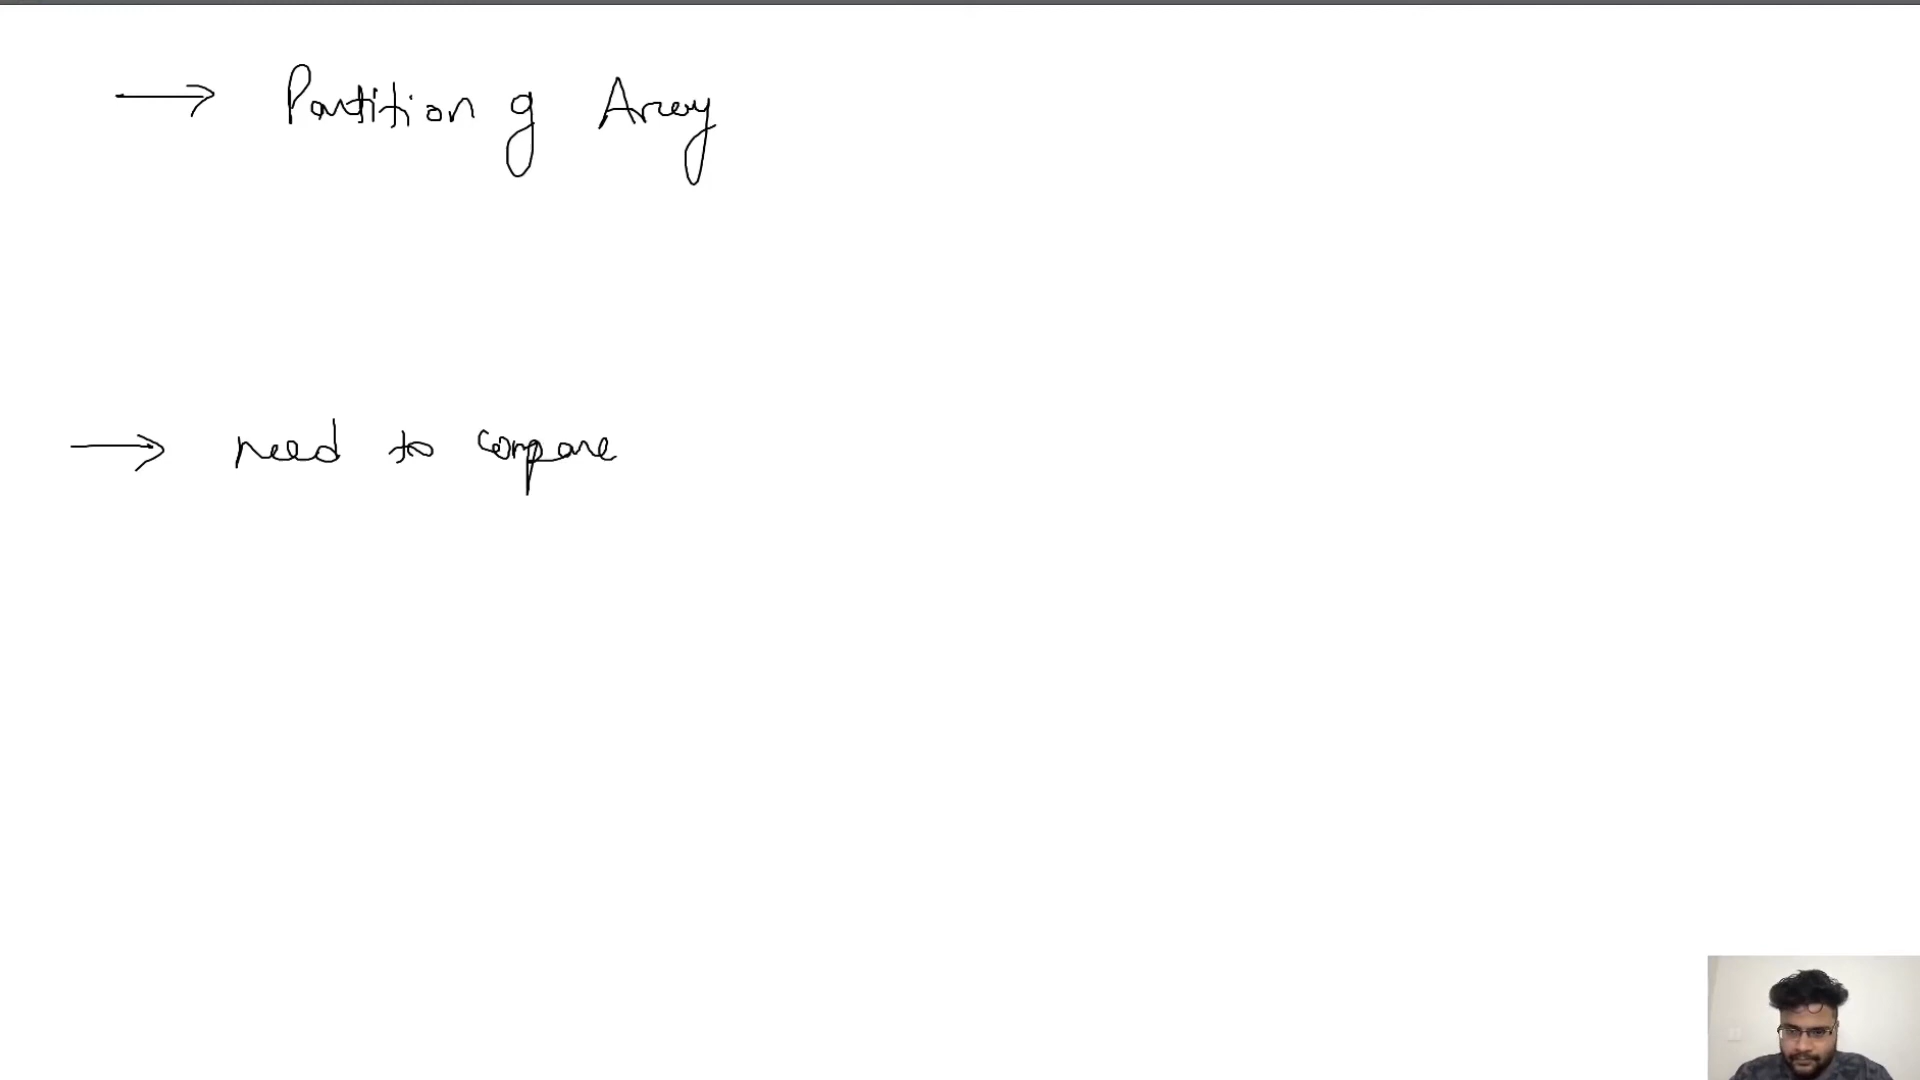 → Partition of Array
→ need to compare